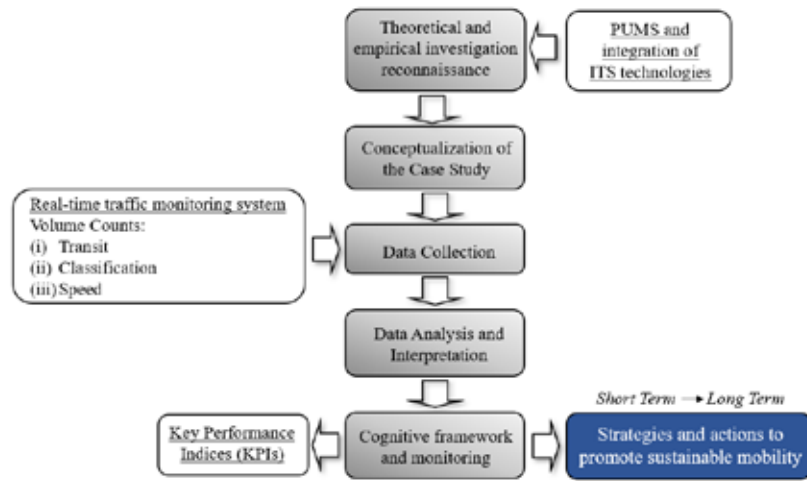 Theoretical and
empirical investigation
reconnaissance
PUMS and
integration of
ITS technologies
Conceptualization of
the Case Study
Real-time traffic monitoring system
Volume Counts:
(i) Transit
(ii) Classification
(iii) Speed
Data Collection
Data Analysis and
Interpretation
Short Term → Long Term
Key Performance
Indices (KPIs)
Cognitive framework
and monitoring
Strategies and actions to
promote sustainable mobility